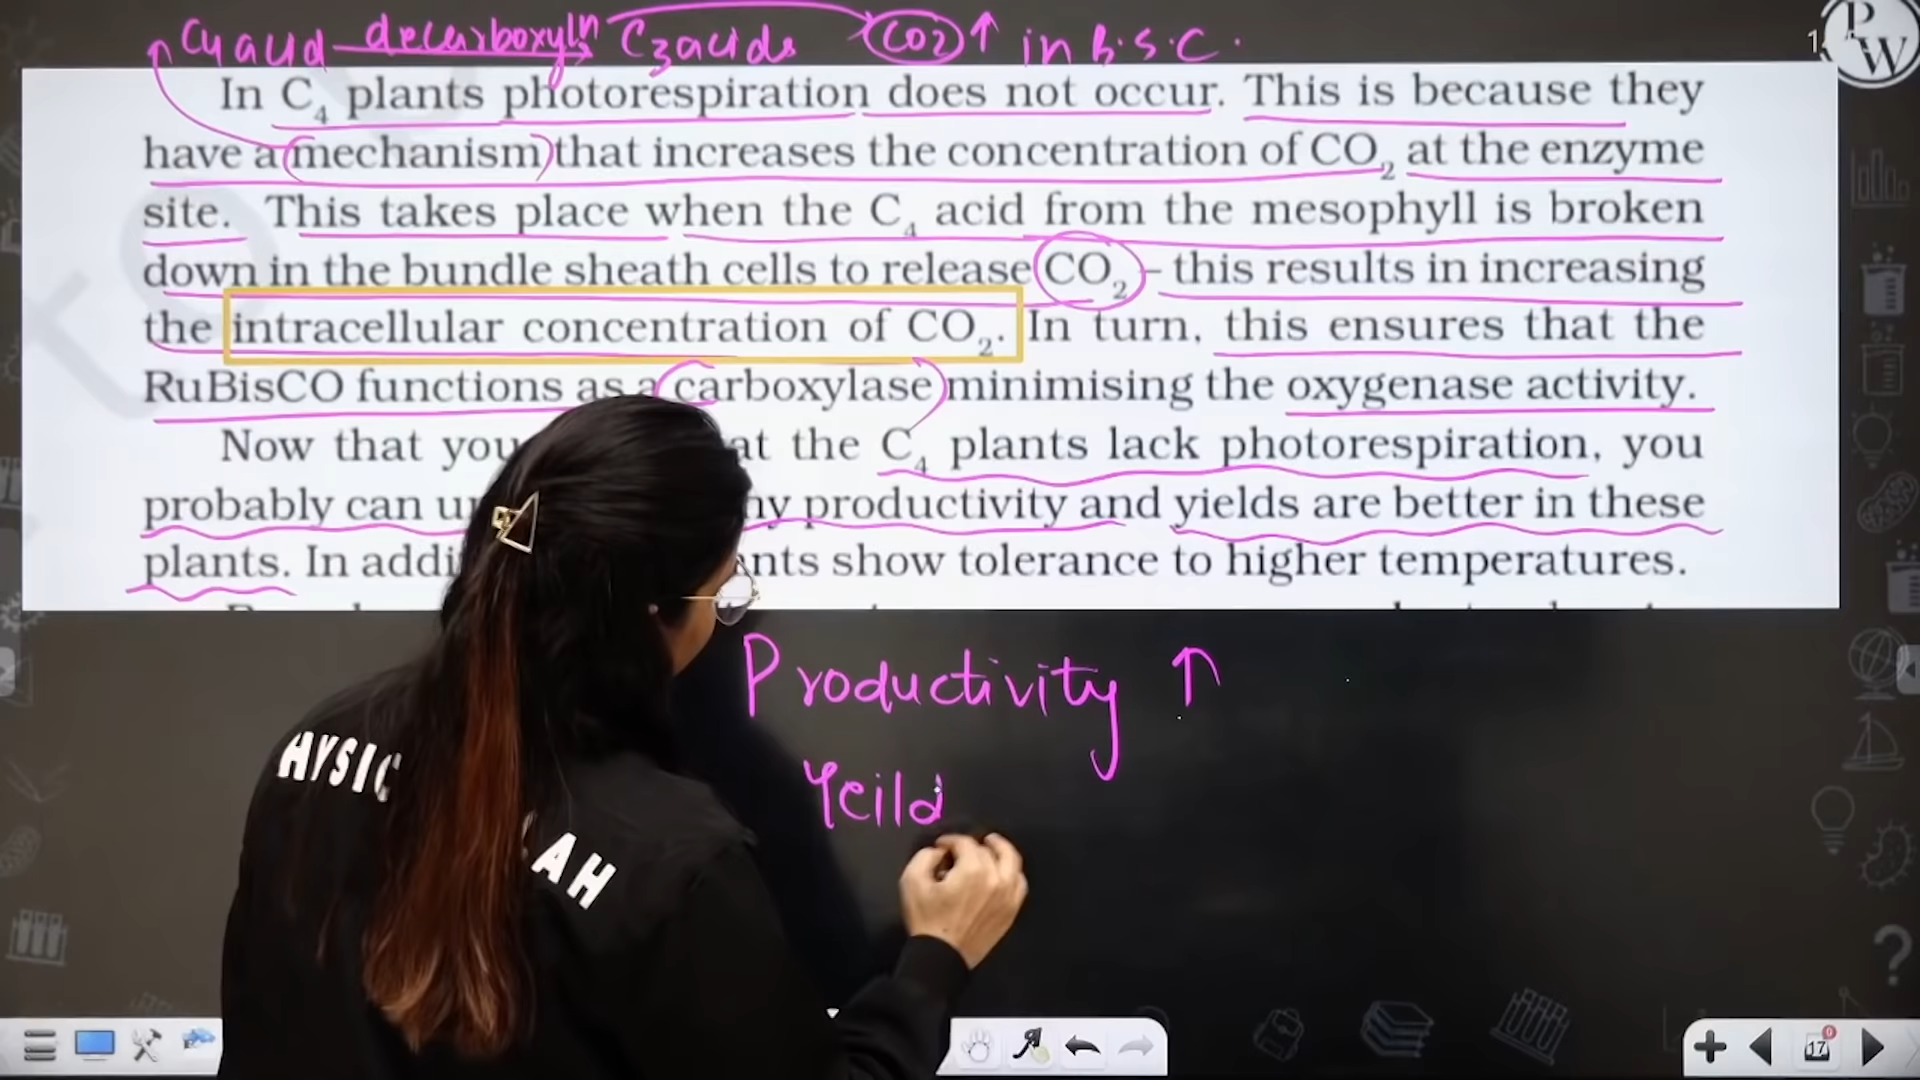 C4 acid decarboxyln C3 acids CO2 ↑ in B.S.C.
PW
In C4 plants photorespiration does not occur. This is because they
have a mechanism that increases the concentration of CO2 at the enzyme
site. This takes place when the C4 acid from the mesophyll is broken
down in the bundle sheath cells to release CO2 – this results in increasing
the intracellular concentration of CO2. In turn, this ensures that the
RuBisCO functions as a carboxylase minimising the oxygenase activity.
Now that you at the C4 plants lack photorespiration, you
probably can productivity and yields are better in these
plants. In show tolerance to higher temperatures.
Productivity ↑
Yeild
HYSIC AH
17